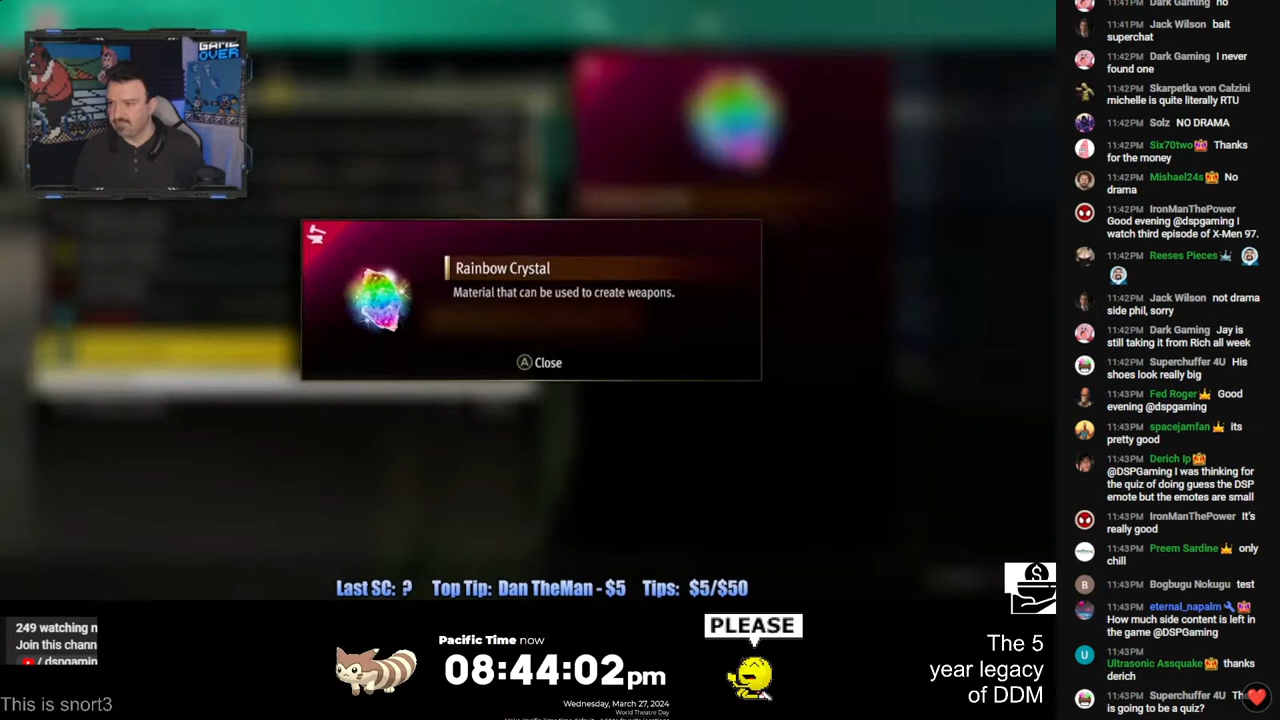 GAME
OVER
Rainbow Crystal
Material that can be used to create weapons.
A Close
Last SC: ? Top Tip: Dan TheMan - $5 Tips: $5/$50
249 watching n
Join this chann
/ dspgaming
This is snort3
Pacific Time now
08:44:02pm
Wednesday, March 27, 2024
World Theatre Day
PLEASE
The 5
year legacy
of DDM
11:41PM Dark Gaming no
11:41PM Jack Wilson bait
superchat
11:42PM Dark Gaming I never
found one
11:42PM Skarpetka von Calzini
michelle is quite literally RTU
11:42PM Solz NO DRAMA
11:42PM Six70two Thanks
for the money
11:42PM Mishael24s No
drama
11:42PM IronManThePower
Good evening @dspgaming I
watch third episode of X-Men 97.
11:42PM Reeses Pieces
11:42PM Jack Wilson not drama
side phil, sorry
11:42PM Dark Gaming Jay is
still taking it from Rich all week
11:42PM Superchuffer 4U His
shoes look really big
11:43PM Fed Roger Good
evening @dspgaming
11:43PM spacejamfan its
pretty good
11:43PM Derich Ip
@DSPGaming I was thinking for
the quiz of doing guess the DSP
emote but the emotes are small
11:43PM IronManThePower It's
really good
11:43PM Preem Sardine only
chill
11:43PM Bogbugu Nokugu test
11:43PM eternal_napalm
How much side content is left in
the game @DSPGaming
11:43PM
Ultrasonic Assquake thanks
derich
11:43PM Superchuffer 4U
is going to be a quiz?